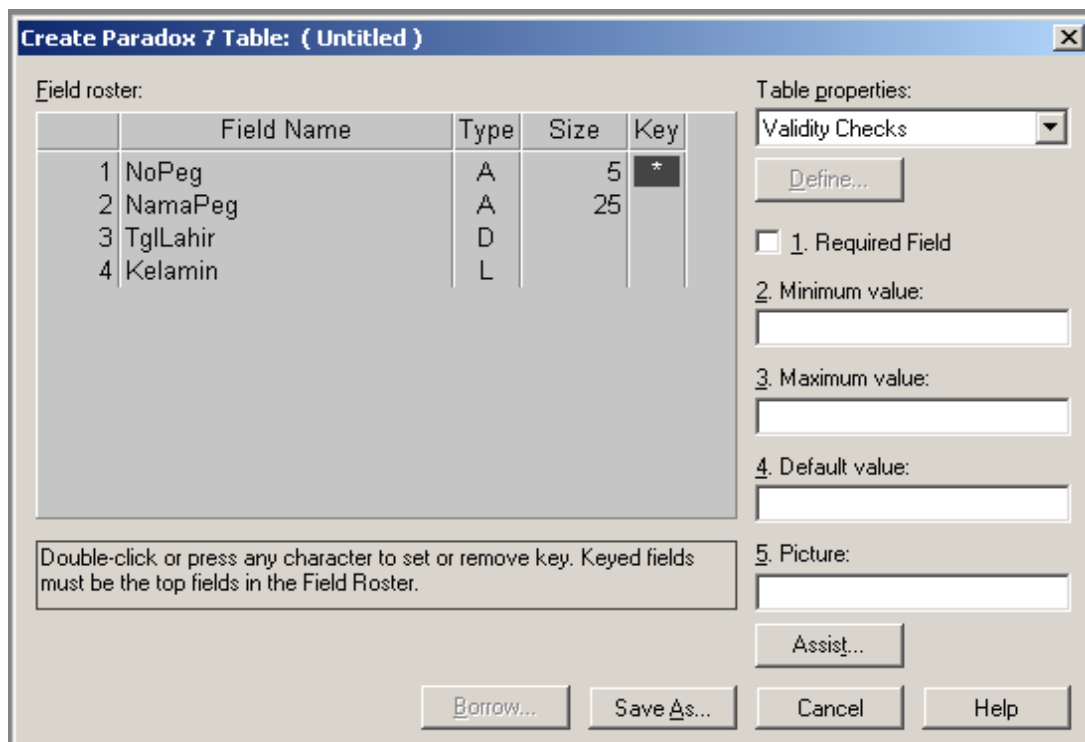 Create Paradox 7 Table: ( Untitled )
Field roster:
Field Name Type Size Key
1 NoPeg A 5 *
2 NamaPeg A 25
3 TglLahir D
4 Kelamin L
Double-click or press any character to set or remove key. Keyed fields
must be the top fields in the Field Roster.
Table properties:
Validity Checks
Define...
1. Required Field
2. Minimum value:
3. Maximum value:
4. Default value:
5. Picture:
Assist...
Borrow...
Save As...
Cancel
Help